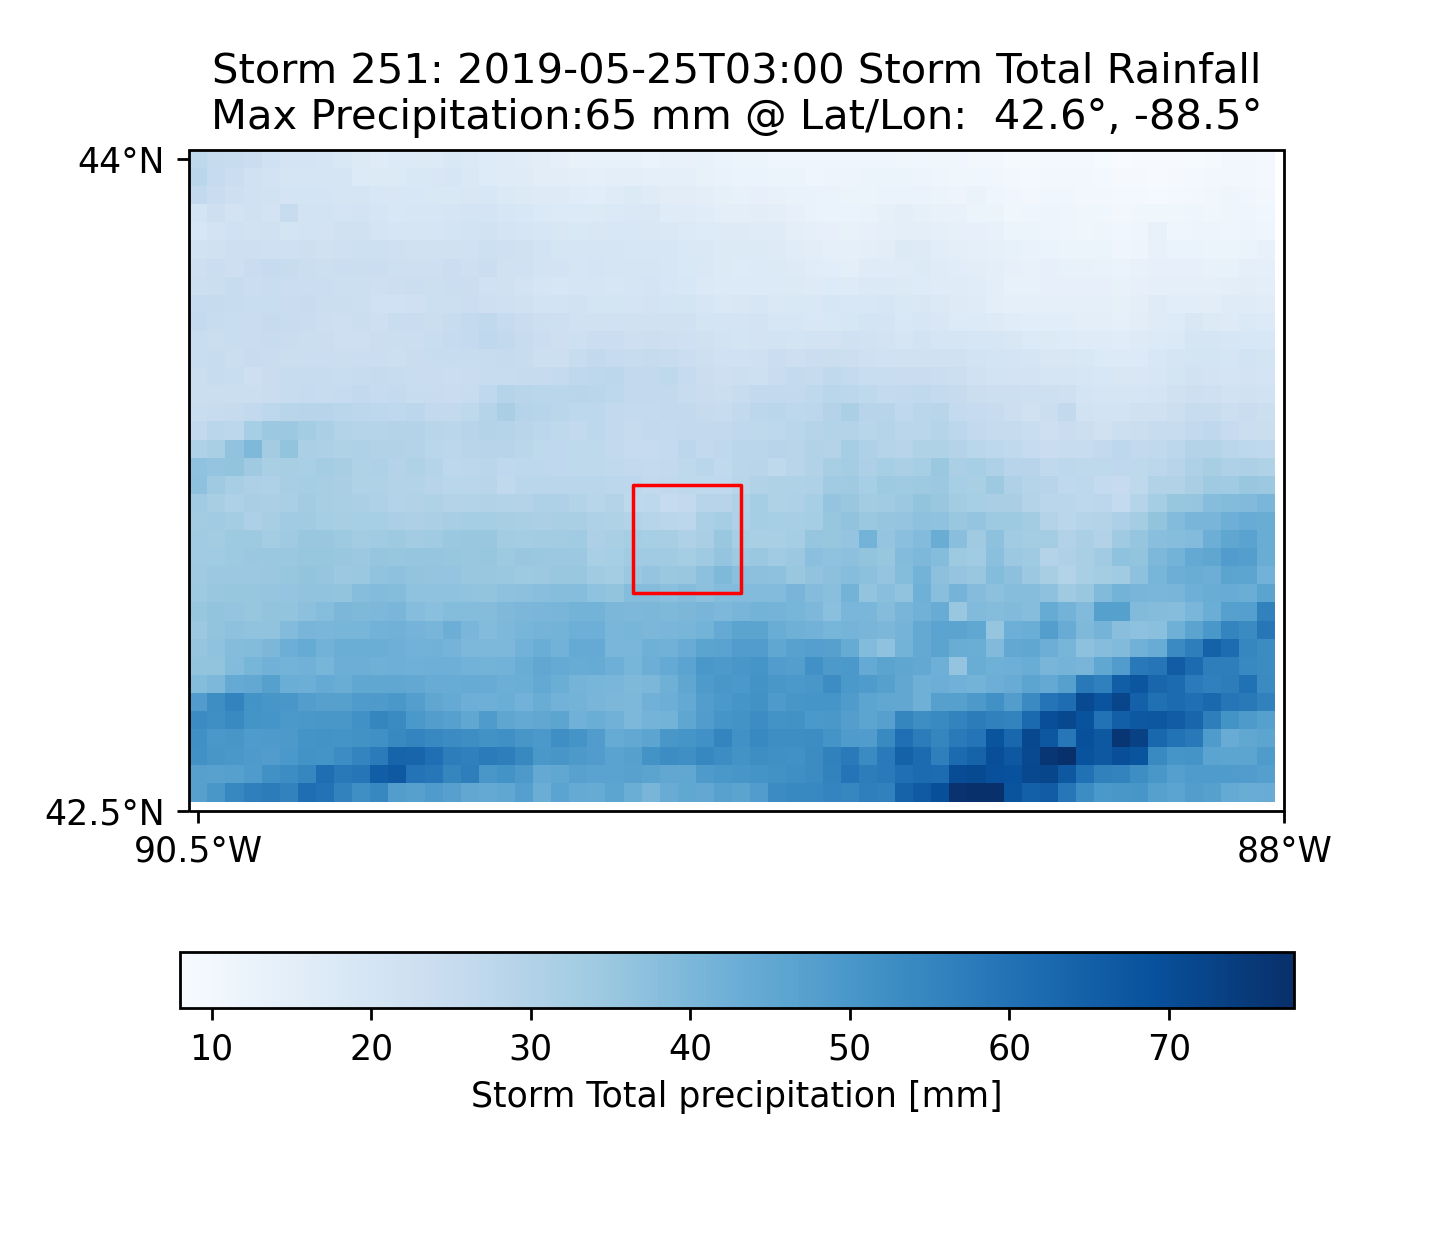 Storm 251: 2019-05-25T03:00 Storm Total Rainfall
Max Precipitation:65 mm @ Lat/Lon:  42.6°, -88.5°
44°N
42.5°N
90.5°W 88°W
10 20 30 40 50 60 70
Storm Total precipitation [mm]